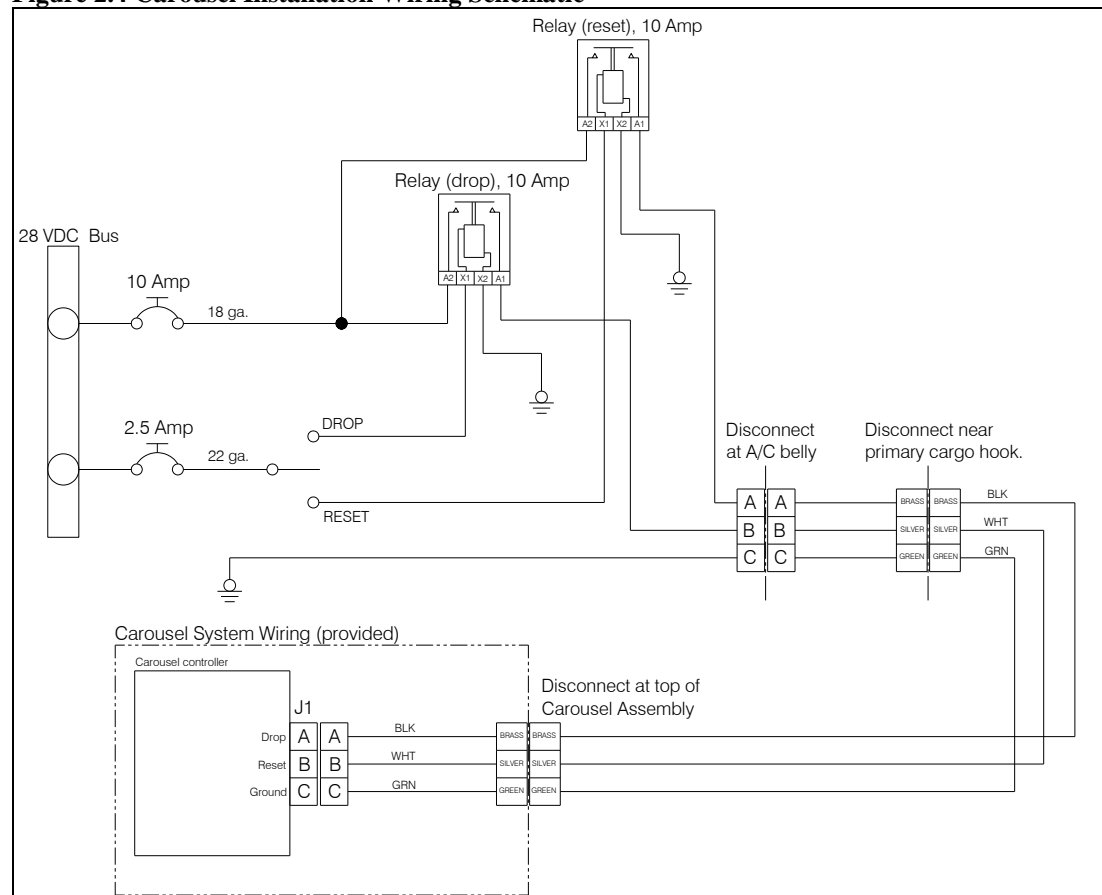 Figure 2.4 Carousel Installation Wiring Schematic
Relay (reset), 10 Amp
A2 X1 X2 A1
Relay (drop), 10 Amp
A2 X1 X2 A1
28 VDC Bus
10 Amp
18 ga.
2.5 Amp
22 ga.
DROP
RESET
Disconnect
at A/C belly
Disconnect near
primary cargo hook.
A A BRASS BRASS BLK
B B SILVER SILVER WHT
C C GREEN GREEN GRN
Carousel System Wiring (provided)
Carousel controller
J1
Disconnect at top of
Carousel Assembly
Drop A A BLK BRASS BRASS
Reset B B WHT SILVER SILVER
Ground C C GRN GREEN GREEN